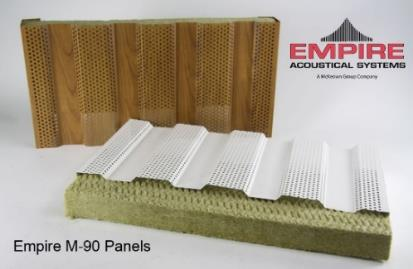 EMPIRE
ACOUSTICAL SYSTEMS
A McKeown Group Company
Empire M-90 Panels